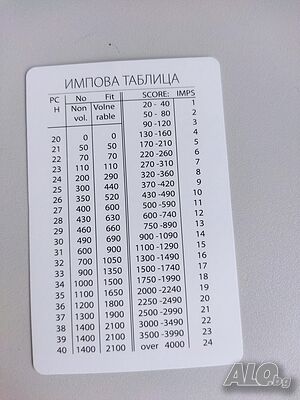 ИМПОВА ТАБЛИЦА
PC No Fit SCORE: IMPS
H Non Volne 20 - 40 1
vol. rable 50 - 80 2
90 -120 3
20 0 0 130 -160 4
21 50 50 170 -210 5
22 70 70 220 -260 6
23 110 110 270 -310 7
24 200 290 320 -360 8
25 300 440 370 -420 9
26 350 520 430 -490 10
27 400 600 500 -590 11
28 430 630 600 -740 12
29 460 660 750 -890 13
30 490 690 900 -1090 14
31 600 900 1100 -1290 15
32 700 1050 1300 -1490 16
33 900 1350 1500 -1740 17
34 1000 1500 1750 -1990 18
35 1100 1650 2000 -2240 19
36 1200 1800 2250 -2490 20
37 1300 1900 2500 -2990 21
38 1400 2100 3000 -3490 22
39 1400 2100 3500 -3990 23
40 1400 2100 over 4000 24
ALO.bg